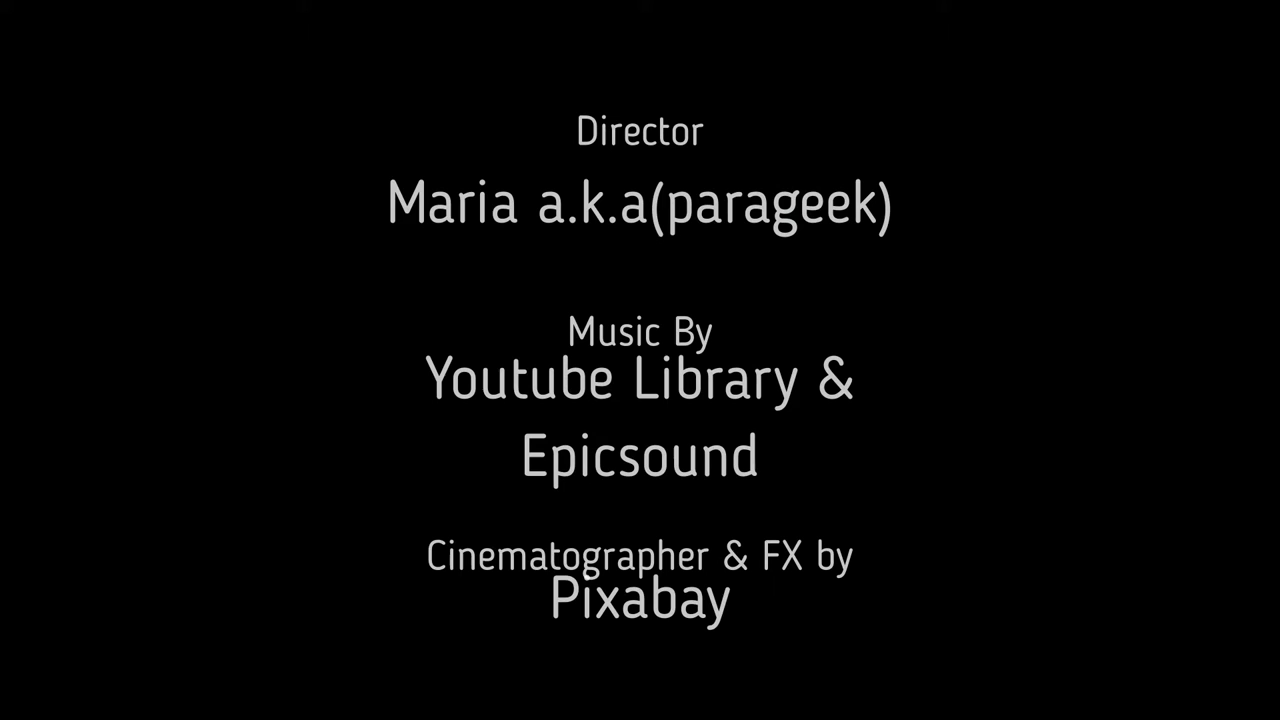 Director
Maria a.k.a(parageek)
Music By
Youtube Library &
Epicsound
Cinematographer & FX by
Pixabay